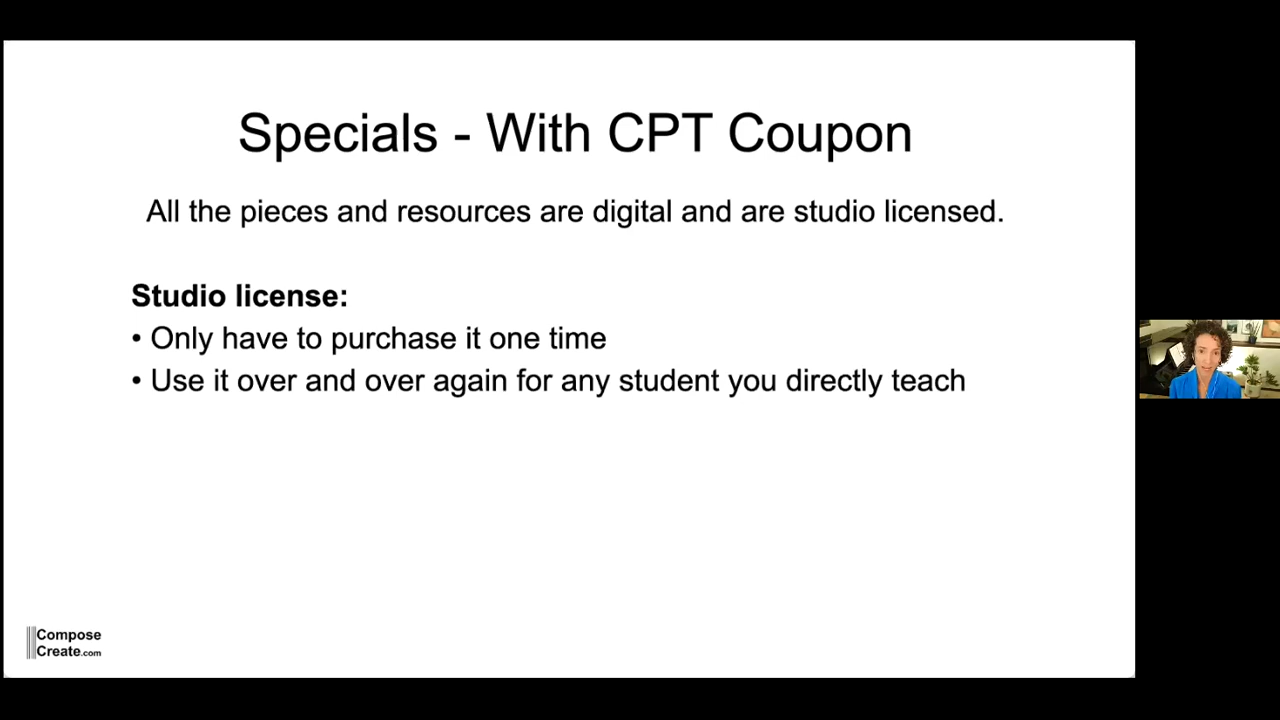 Specials - With CPT Coupon
All the pieces and resources are digital and are studio licensed.
Studio license:
• Only have to purchase it one time
• Use it over and over again for any student you directly teach
Compose
Create.com